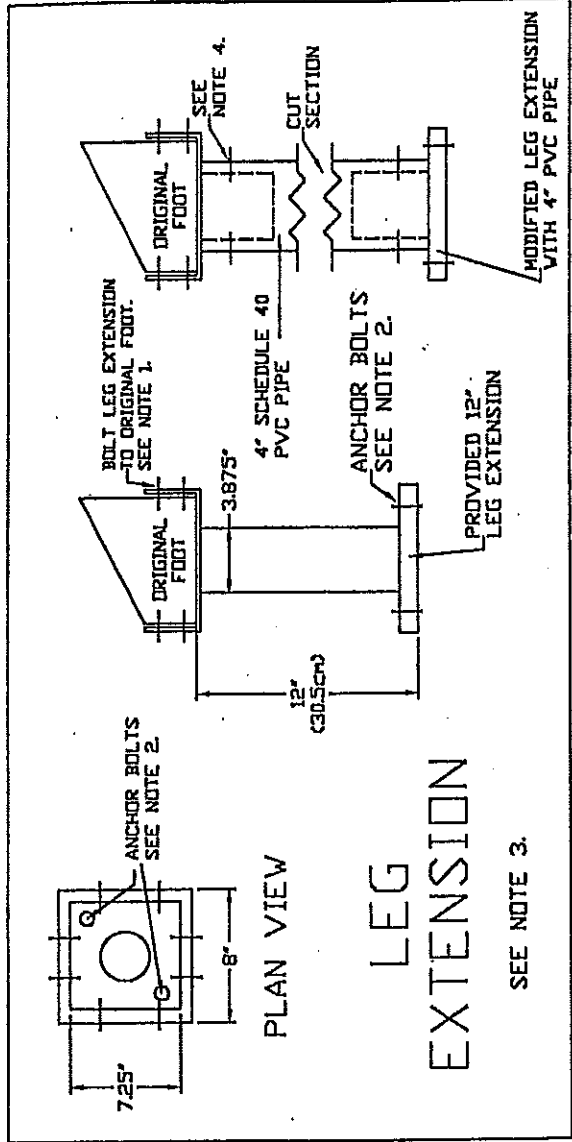 ANCHOR BOLTS
SEE NOTE 2.
7.25"
8"
PLAN VIEW
LEG
EXTENSION
SEE NOTE 3.
BOLT LEG EXTENSION
TO ORIGINAL FOOT.
SEE NOTE 1.
ORIGINAL
FOOT
3.875"
12"
(30.5cm)
ANCHOR BOLTS
SEE NOTE 2.
PROVIDED 12"
LEG EXTENSION
ORIGINAL
FOOT
SEE
NOTE 4.
4" SCHEDULE 40
PVC PIPE
CUT
SECTION
MODIFIED LEG EXTENSION
WITH 4" PVC PIPE